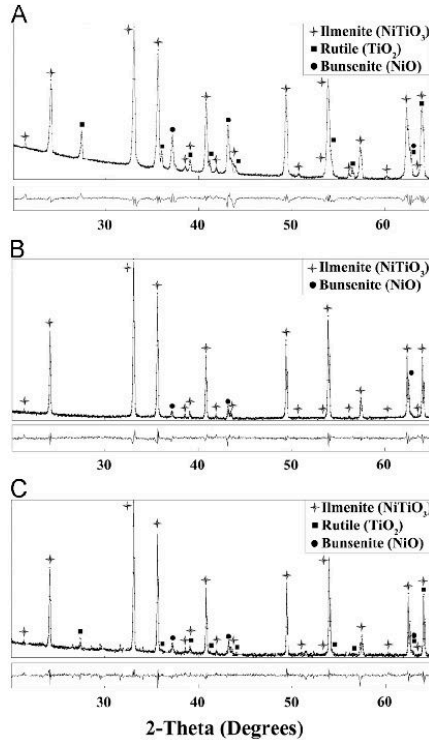 A
Ilmenite (NiTiO3)
Rutile (TiO2)
Bunsenite (NiO)
30 40 50 60
B
Ilmenite (NiTiO3)
Bunsenite (NiO)
30 40 50 60
C
Ilmenite (NiTiO3)
Rutile (TiO2)
Bunsenite (NiO)
30 40 50 60
2-Theta (Degrees)